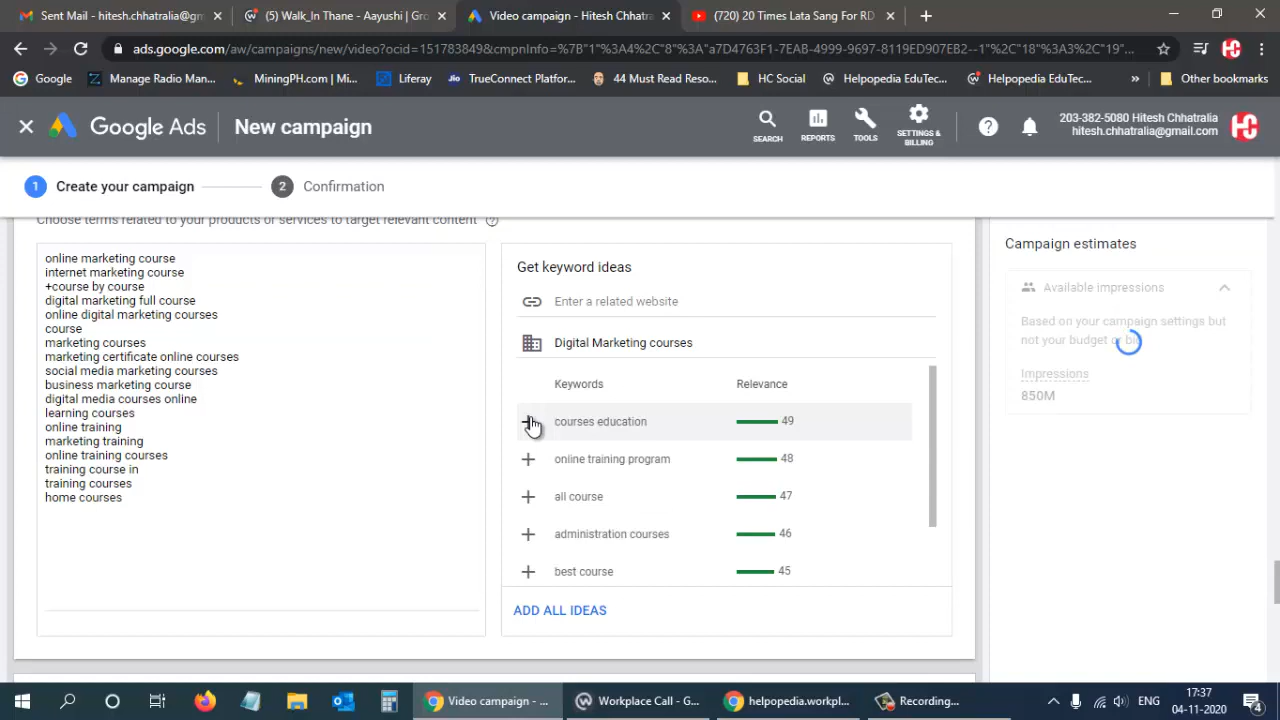 Sent Mail - hitesh.chhatralia@gm
(5) Walk_In Thane - Aayushi | Gro
Video campaign - Hitesh Chhatra
(720) 20 Times Lata Sang For RD
ads.google.com/aw/campaigns/new/video?ocid=151783849&cmpnInfo=%7B"1"%3A4%2C"8"%3A"a7D4763F1-7EAB-4999-9697-8119ED907EB2--1"%2C"18"%3A3%2C"19"...
Google
Manage Radio Man...
MiningPH.com | Mi...
Liferay
Jio TrueConnect Platfor...
44 Must Read Reso...
HC Social
Helpopedia EduTec...
Helpopedia EduTec...
»
Other bookmarks
Google Ads
New campaign
SEARCH
REPORTS
TOOLS
SETTINGS &
BILLING
203-382-5080 Hitesh Chhatralia
hitesh.chhatralia@gmail.com
1 Create your campaign
2 Confirmation
Choose terms related to your products or services to target relevant content
online marketing course
internet marketing course
+course by course
digital marketing full course
online digital marketing courses
course
marketing courses
marketing certificate online courses
social media marketing courses
business marketing course
digital media courses online
learning courses
online training
marketing training
online training courses
training course in
training courses
home courses
Get keyword ideas
Enter a related website
Digital Marketing courses
Keywords Relevance
courses education 49
online training program 48
all course 47
administration courses 46
best course 45
ADD ALL IDEAS
Campaign estimates
Available impressions
Based on your campaign settings but
not your budget or bid
Impressions
850M
Video campaign - ...
Workplace Call - G...
helpopedia.workpl...
Recording...
ENG
17:37
04-11-2020
4